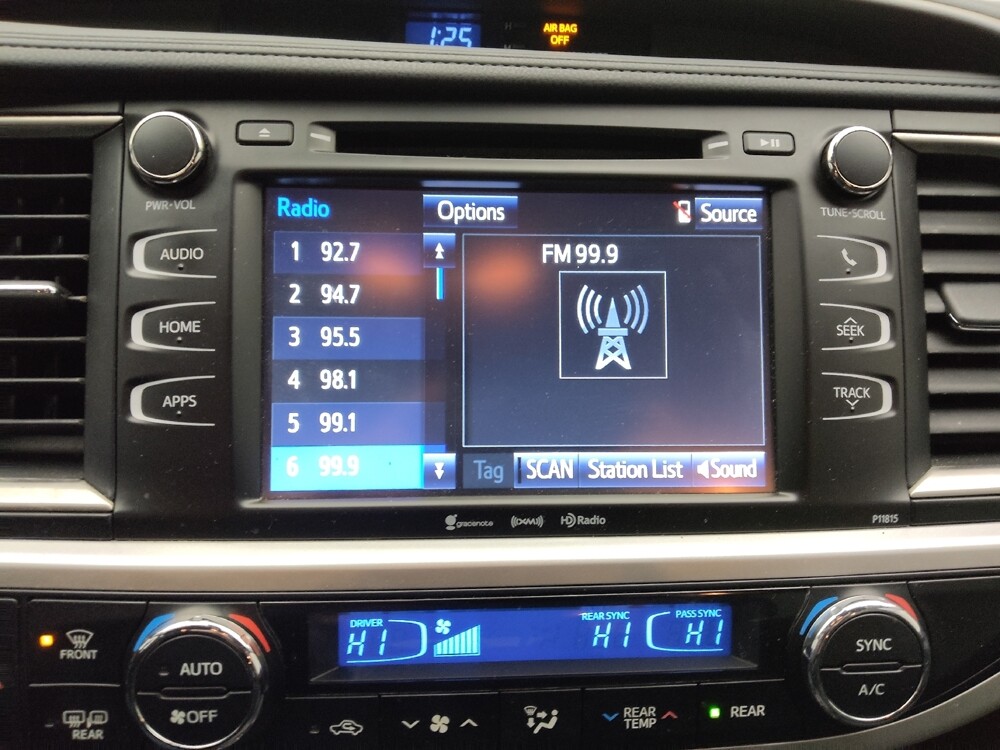 1:25
AIR BAG
OFF
PWR•VOL
TUNE•SCROLL
AUDIO
HOME
APPS
Radio
Options
Source
1 92.7
2 94.7
3 95.5
4 98.1
5 99.1
6 99.9
FM 99.9
Tag
SCAN
Station List
Sound
SEEK
TRACK
gracenote
((XM))
HD Radio
P11815
DRIVER
HI
REAR SYNC
HI
PASS SYNC
HI
FRONT
REAR
AUTO
OFF
REAR
TEMP
REAR
SYNC
A/C